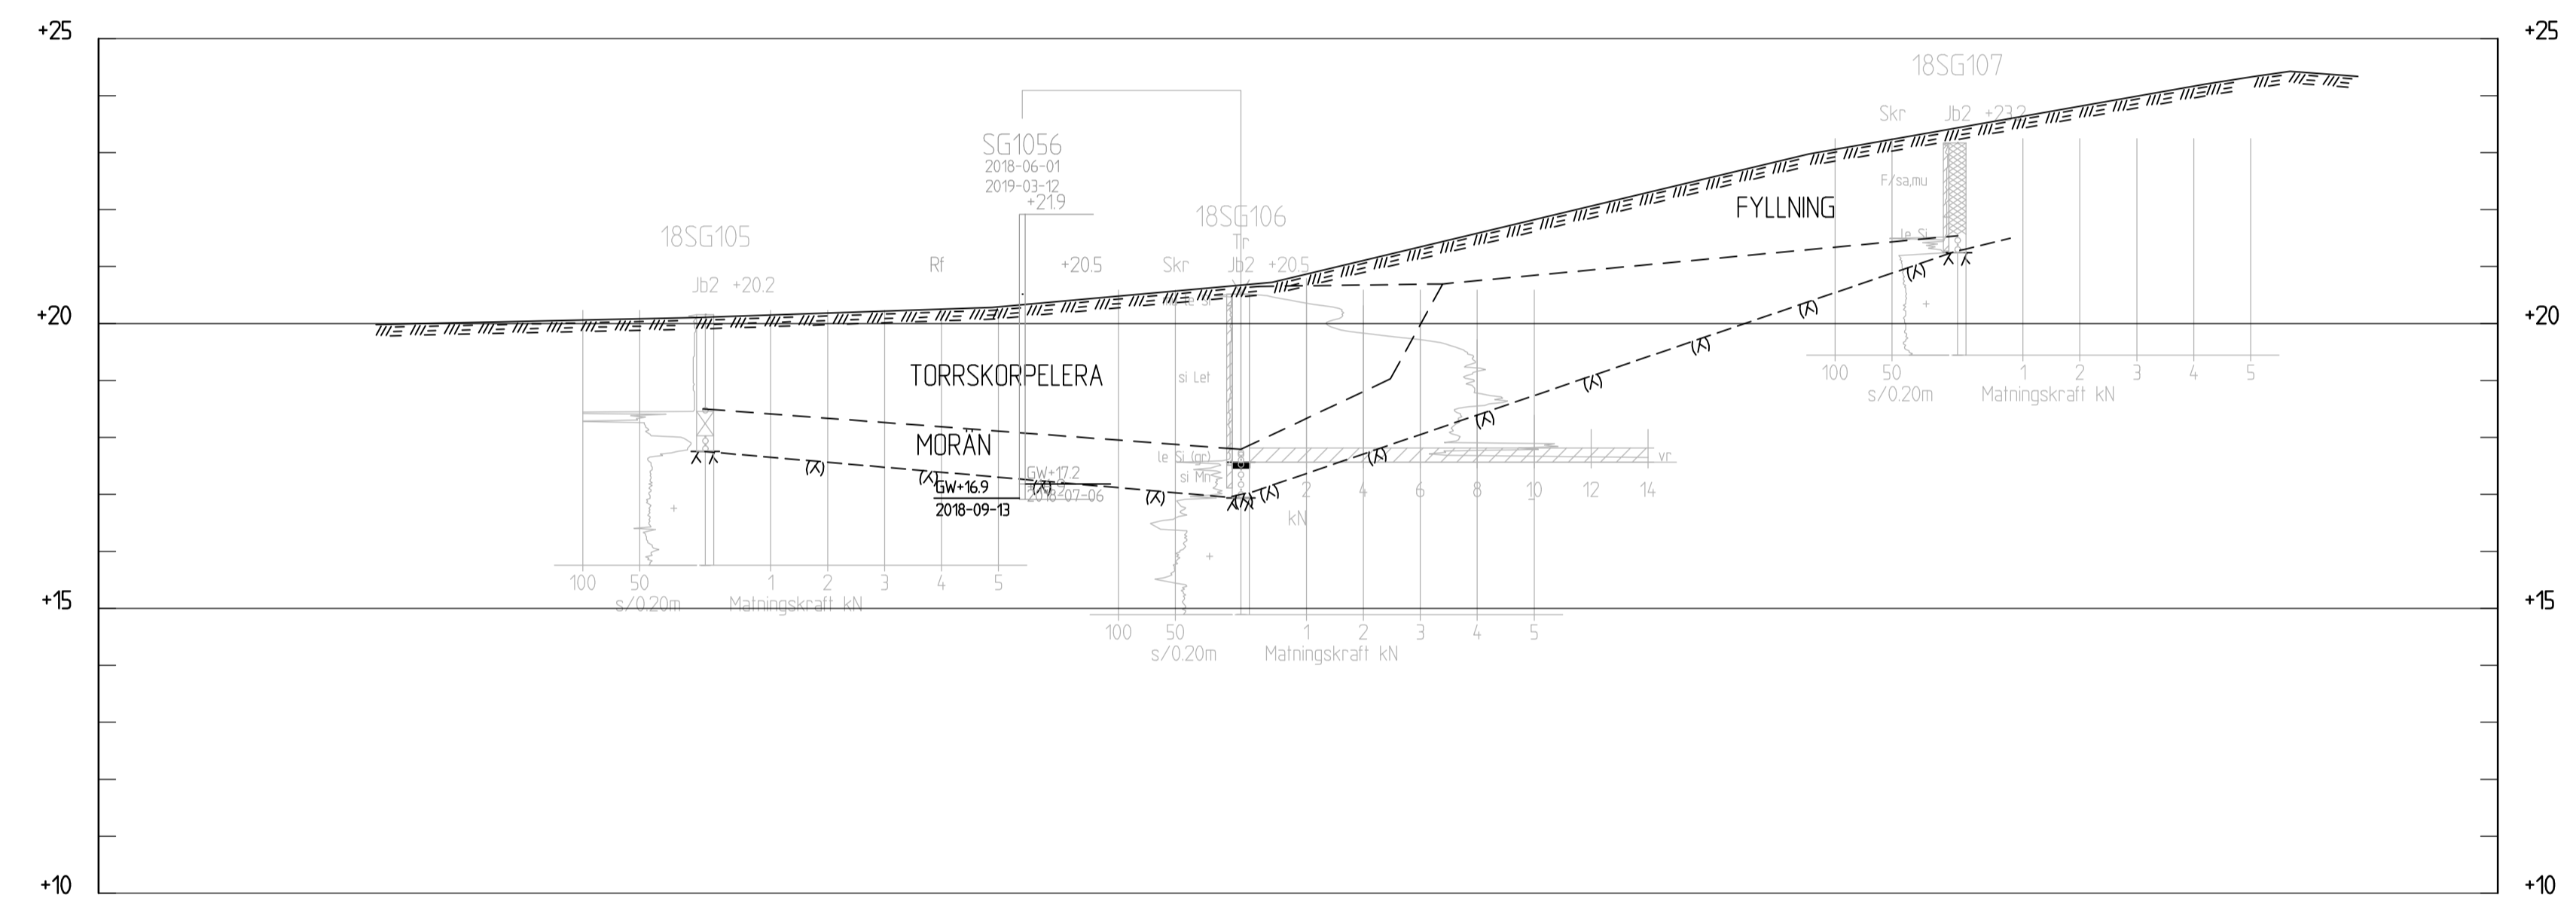 +25
+25
18SG107
Skr Jb2 +23.2
SG1056
2018-06-01
2019-03-12
+21.9
F/sa,mu
FYLLNING
18SG106
Tr
18SG105
le Si
Rf +20.5
Skr Jb2 +20.5
Jb2 +20.2
+20
+20
100 50 1 2 3 4 5
s/0.20m Matningskraft kN
TORRSKORPELERA
si Let
MORÄN
le Si (gr)
vr
GW+17.2
si Mn
GW+16.9
2018-07-06
2 4 6 8 10 12 14
2018-09-13
kN
100 50 1 2 3 4 5
s/0.20m Matningskraft kN
+15
+15
100 50 1 2 3 4 5
s/0.20m Matningskraft kN
+10
+10